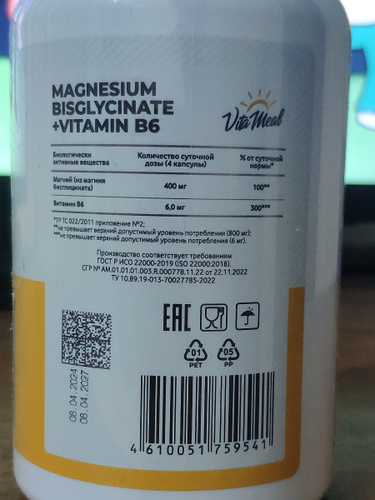 MAGNESIUM
BISGLYCINATE
+VITAMIN B6
Vita Meal
Биологически активные вещества
Количество суточной дозы (4 капсулы)
% от суточной нормы*
Магний (из магния бисглицината)
400 мг
100**
Витамин B6
6,0 мг
300***
*ТР ТС 022/2011 приложение №2;
**не превышает верхний допустимый уровень потребления (800 мг);
***не превышает верхний допустимый уровень потребления (6 мг).
Производство соответствует требованиям
ГОСТ Р ИСО 22000-2019 (ISO 22000:2018).
СГР № AM.01.01.01.003.R.000778.11.22 от 22.11.2022
ТУ 10.89.19-013-70027785-2022
EAC
01
PET
05
PP
08.04.2024
08.04.2027
4 610051 759541